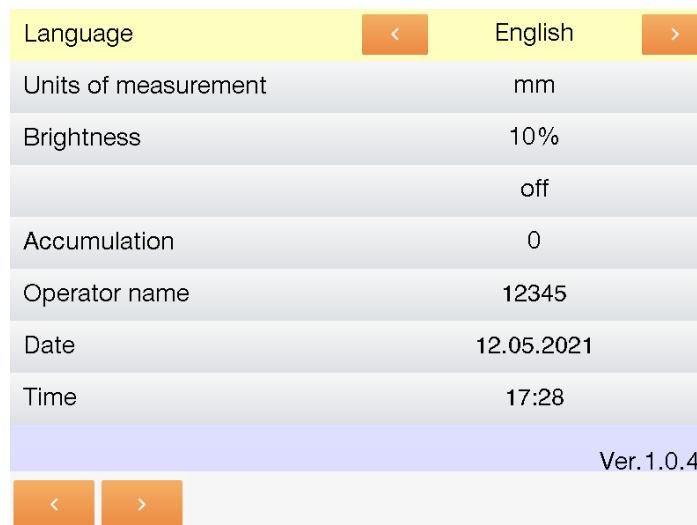 Language < English >
Units of measurement mm
Brightness 10%
off
Accumulation 0
Operator name 12345
Date 12.05.2021
Time 17:28
Ver.1.0.4
< >